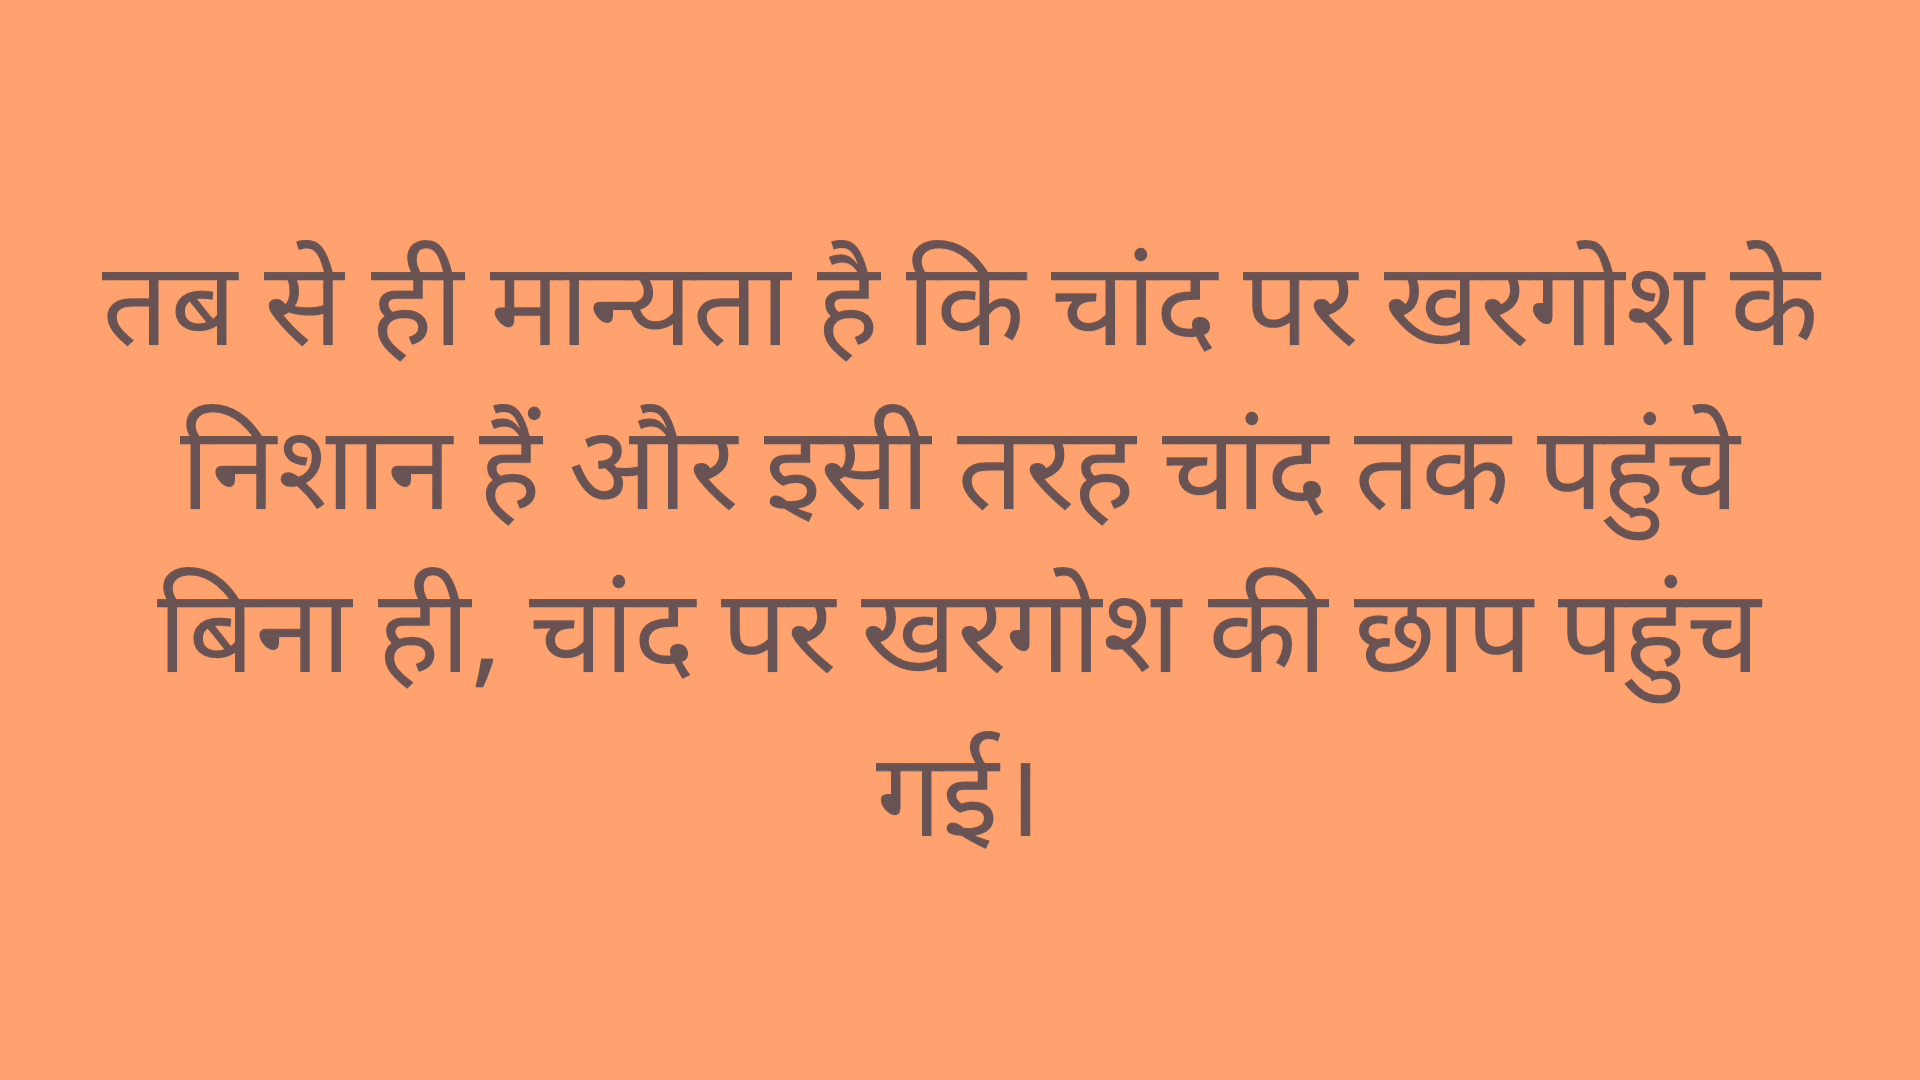 तब से ही मान्यता है कि चांद पर खरगोश के
निशान हैं और इसी तरह चांद तक पहुंचे
बिना ही, चांद पर खरगोश की छाप पहुंच
गई।